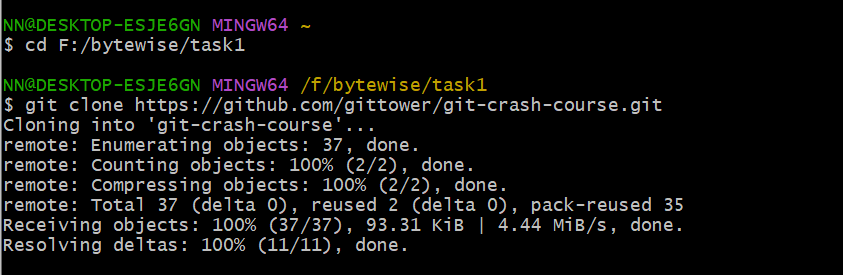 NN@DESKTOP-ESJE6GN MINGW64 ~
$ cd F:/bytewise/task1
NN@DESKTOP-ESJE6GN MINGW64 /f/bytewise/task1
$ git clone https://github.com/gittower/git-crash-course.git
Cloning into 'git-crash-course'...
remote: Enumerating objects: 37, done.
remote: Counting objects: 100% (2/2), done.
remote: Compressing objects: 100% (2/2), done.
remote: Total 37 (delta 0), reused 2 (delta 0), pack-reused 35
Receiving objects: 100% (37/37), 93.31 KiB | 4.44 MiB/s, done.
Resolving deltas: 100% (11/11), done.